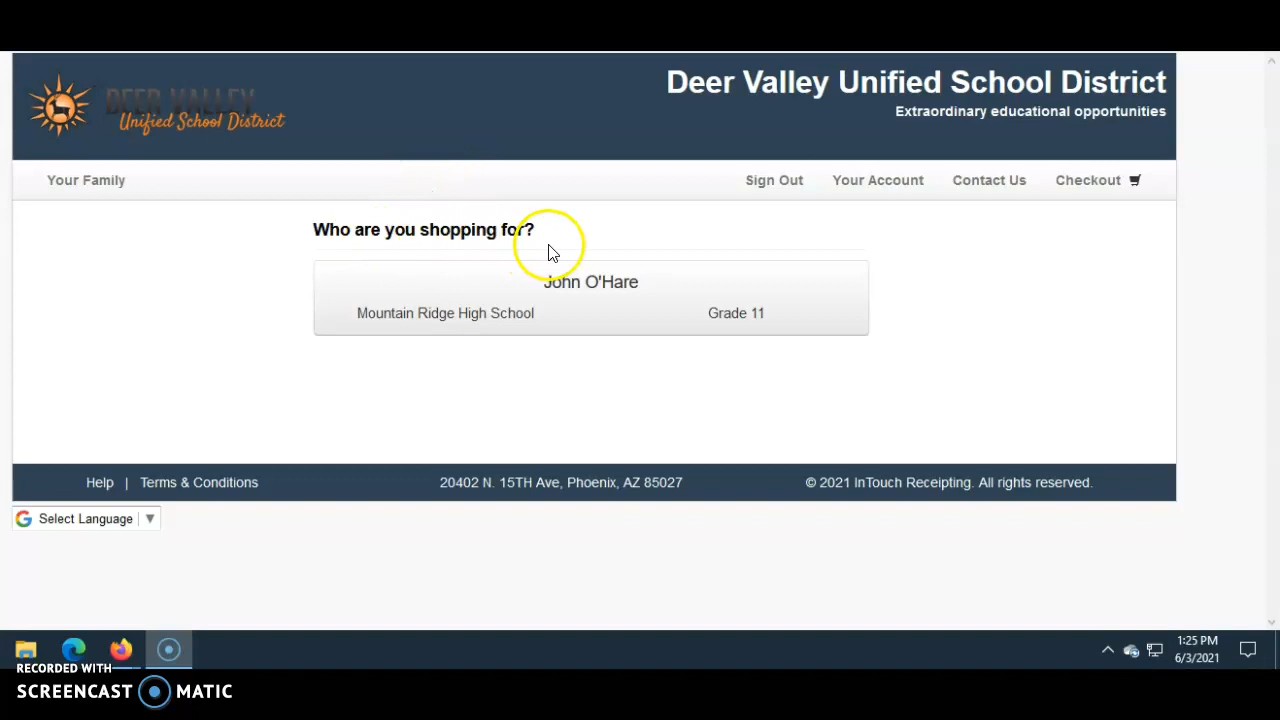 DEER VALLEY
Unified School District
Deer Valley Unified School District
Extraordinary educational opportunities
Your Family
Sign Out
Your Account
Contact Us
Checkout
Who are you shopping for?
John O'Hare
Mountain Ridge High School
Grade 11
Help | Terms & Conditions
20402 N. 15TH Ave, Phoenix, AZ 85027
© 2021 InTouch Receipting. All rights reserved.
G Select Language ▼
1:25 PM
6/3/2021
RECORDED WITH
SCREENCAST MATIC